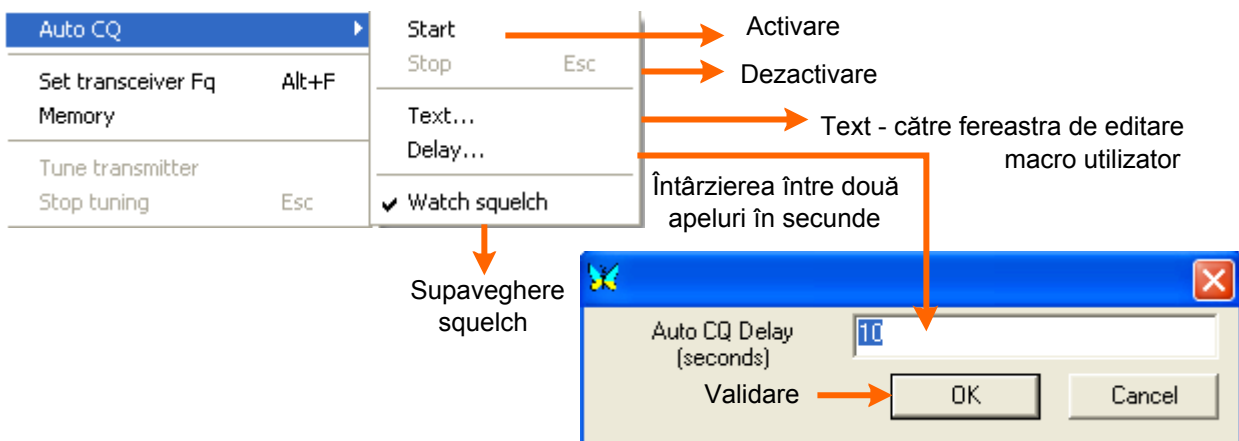 Auto CQ
Set transceiver Fq Alt+F
Memory
Tune transmitter
Stop tuning Esc
Start
Stop Esc
Text...
Delay...
Watch squelch
Activare
Dezactivare
Text - către fereastra de editare
macro utilizator
Întârzierea între două
apeluri în secunde
Supaveghere
squelch
Auto CQ Delay
(seconds)
10
Validare
OK
Cancel